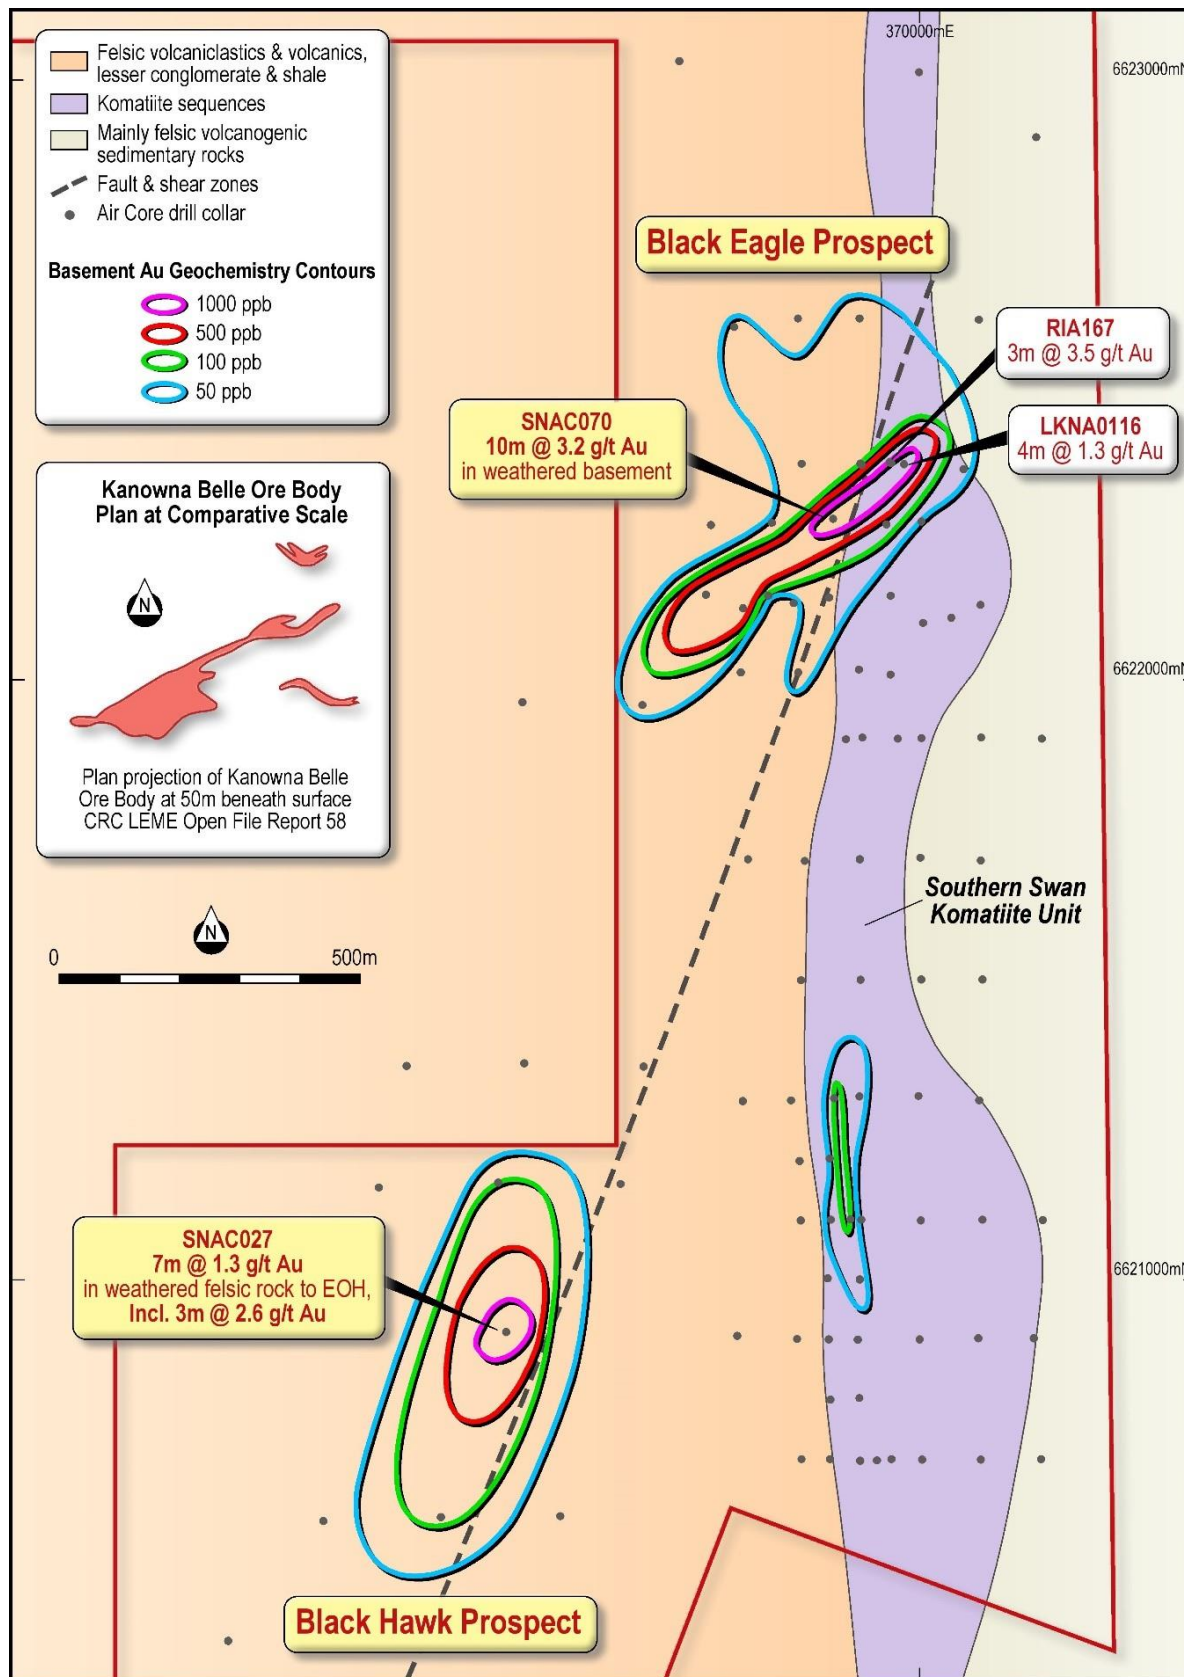 370000mE
6623000mN
Felsic volcaniclastics & volcanics,
lesser conglomerate & shale
Komatiite sequences
Mainly felsic volcanogenic
sedimentary rocks
Fault & shear zones
Air Core drill collar
Basement Au Geochemistry Contours
1000 ppb
500 ppb
100 ppb
50 ppb
Black Eagle Prospect
RIA167
3m @ 3.5 g/t Au
LKNA0116
4m @ 1.3 g/t Au
SNAC070
10m @ 3.2 g/t Au
in weathered basement
Kanowna Belle Ore Body
Plan at Comparative Scale
N
Plan projection of Kanowna Belle
Ore Body at 50m beneath surface
CRC LEME Open File Report 58
6622000mN
Southern Swan
Komatiite Unit
N
0 500m
SNAC027
7m @ 1.3 g/t Au
in weathered felsic rock to EOH,
Incl. 3m @ 2.6 g/t Au
6621000mN
Black Hawk Prospect